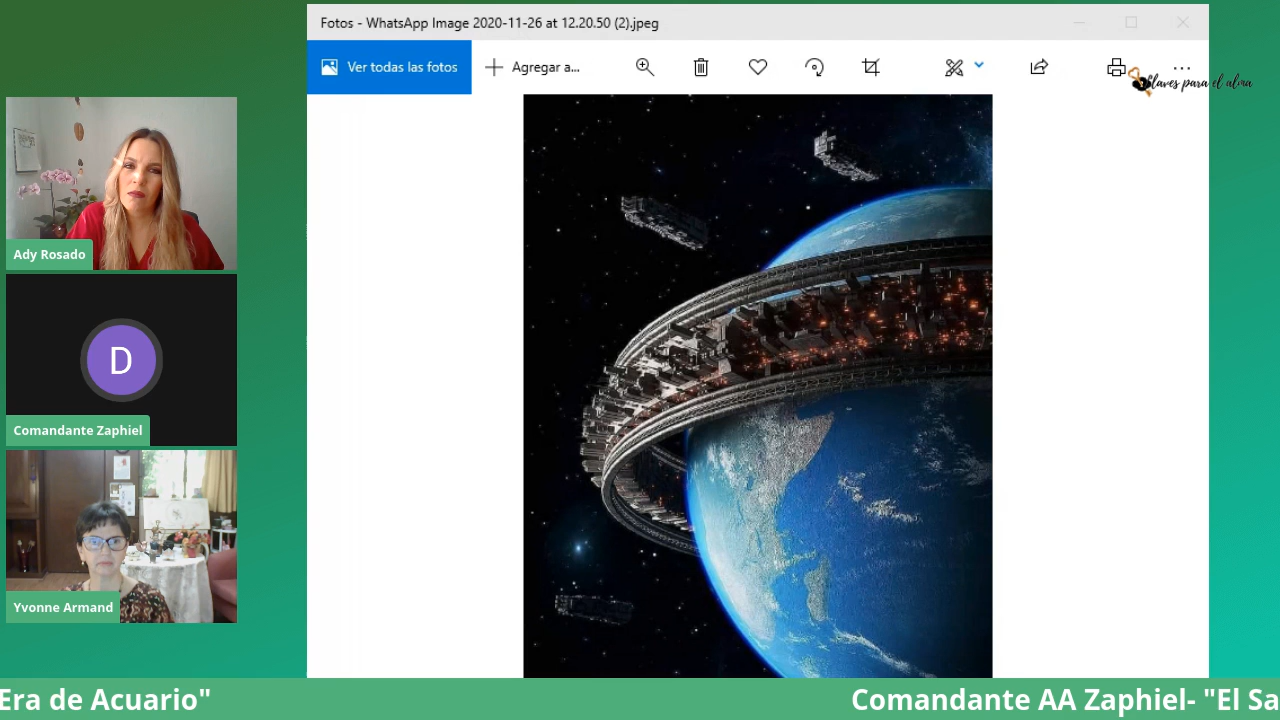 Fotos - WhatsApp Image 2020-11-26 at 12.20.50 (2).jpeg
Ver todas las fotos
Agregar a...
Claves para el alma
Ady Rosado
D
Comandante Zaphiel
Yvonne Armand
Era de Acuario"
Comandante AA Zaphiel- "El Sa